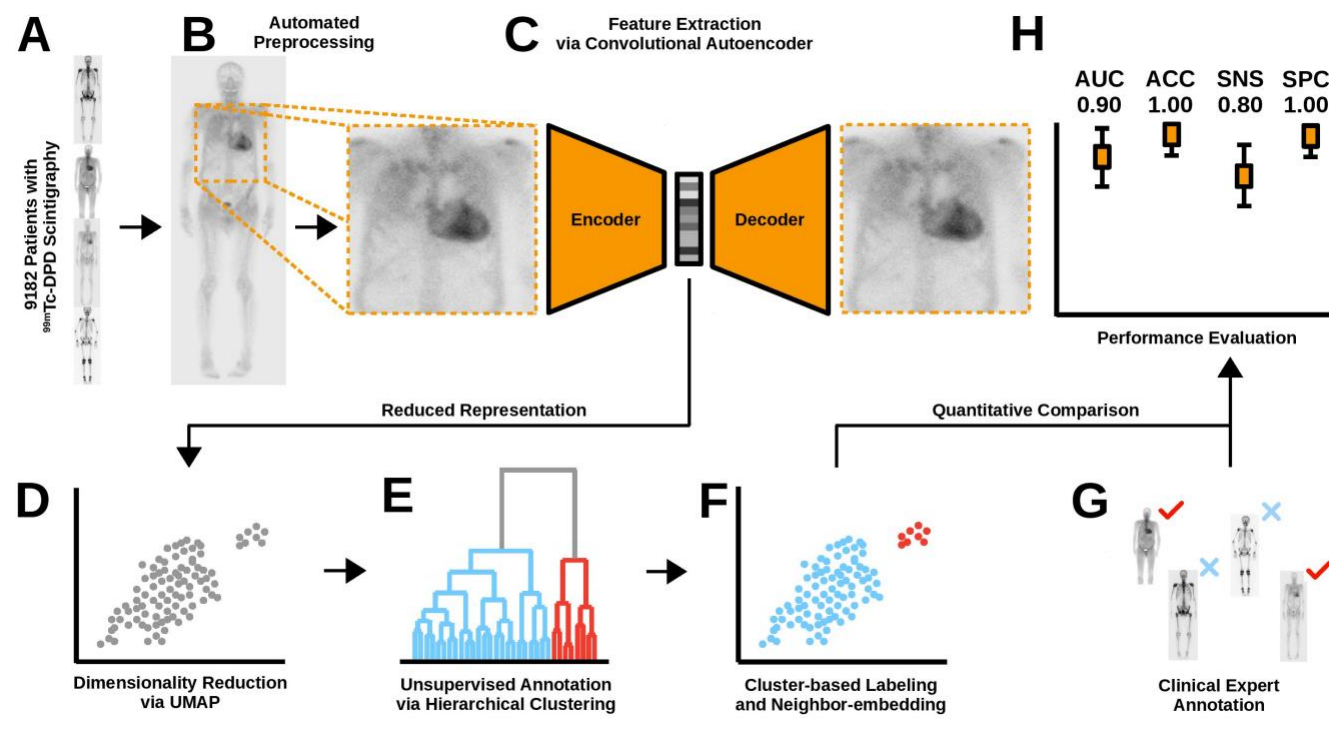 A
9182 Patients with
99mTc-DPD Scintigraphy
B
Automated
Preprocessing
C
Feature Extraction
via Convolutional Autoencoder
Encoder
Decoder
H
AUC ACC SNS SPC
0.90 1.00 0.80 1.00
Performance Evaluation
Reduced Representation
Quantitative Comparison
D
Dimensionality Reduction
via UMAP
E
Unsupervised Annotation
via Hierarchical Clustering
F
Cluster-based Labeling
and Neighbor-embedding
G
Clinical Expert
Annotation